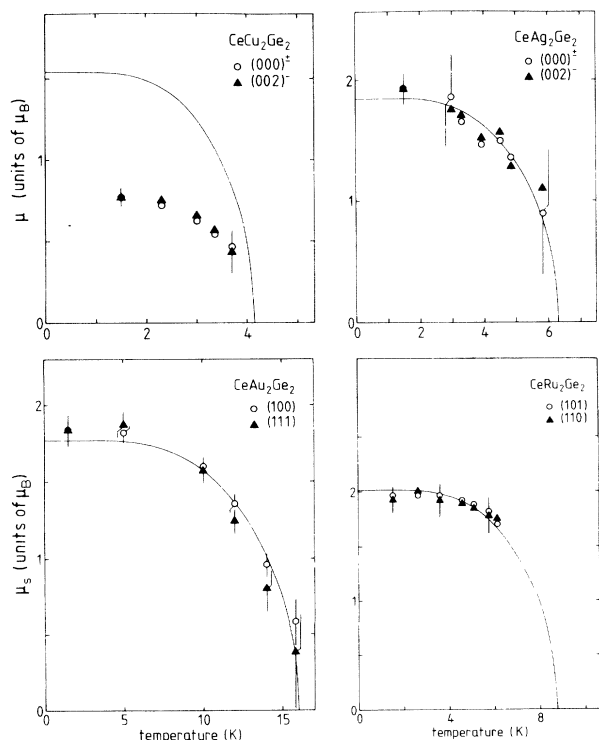 CeCu₂Ge₂
○ (000)±
▲ (002)⁻
μ (units of μB)
1
0
0 2 4
CeAg₂Ge₂
○ (000)±
▲ (002)⁻
2
1
0
0 2 4 6
CeAu₂Ge₂
○ (100)
▲ (111)
μs (units of μB)
2
1
0
0 5 10 15
temperature (K)
CeRu₂Ge₂
○ (101)
▲ (110)
2
1
0
0 4 8
temperature (K)